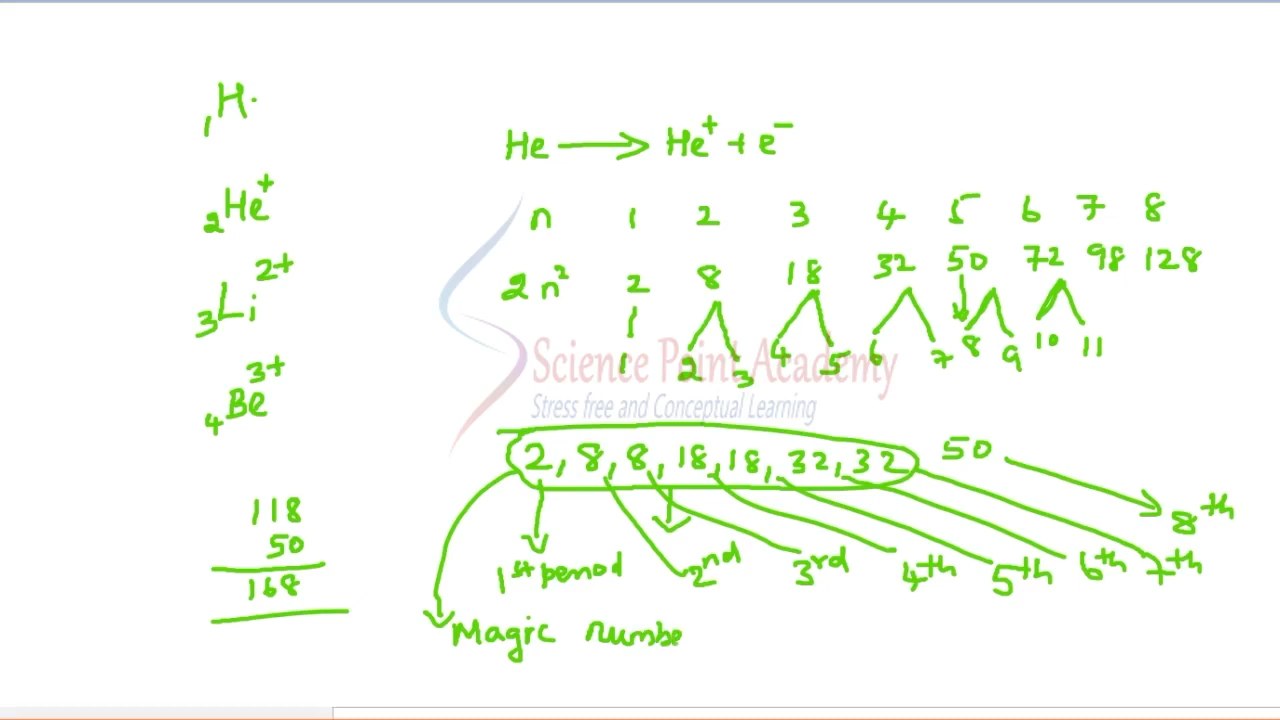 ₁H·
₂He⁺
₃Li²⁺
₄Be³⁺
118
50
168
He → He⁺ + e⁻
n 1 2 3 4 5 6 7 8
2n² 2 8 18 32 50 72 98 128
1 2 3 4 5 6 7 8 9 10 11
Science Point Academy
Stress free and Conceptual Learning
2, 8, 8, 18, 18, 32, 32 50
1st period 2nd 3rd 4th 5th 6th 7th 8th
Magic numbe